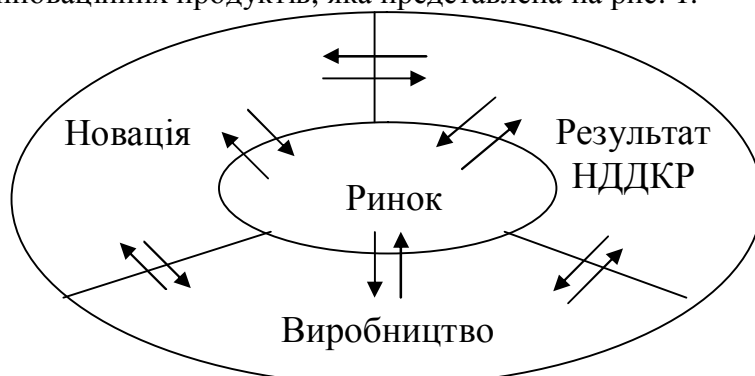 інноваційних продуктів, яка представлена на рис. 1.
Новація
Результат
НДДКР
Ринок
Виробництво